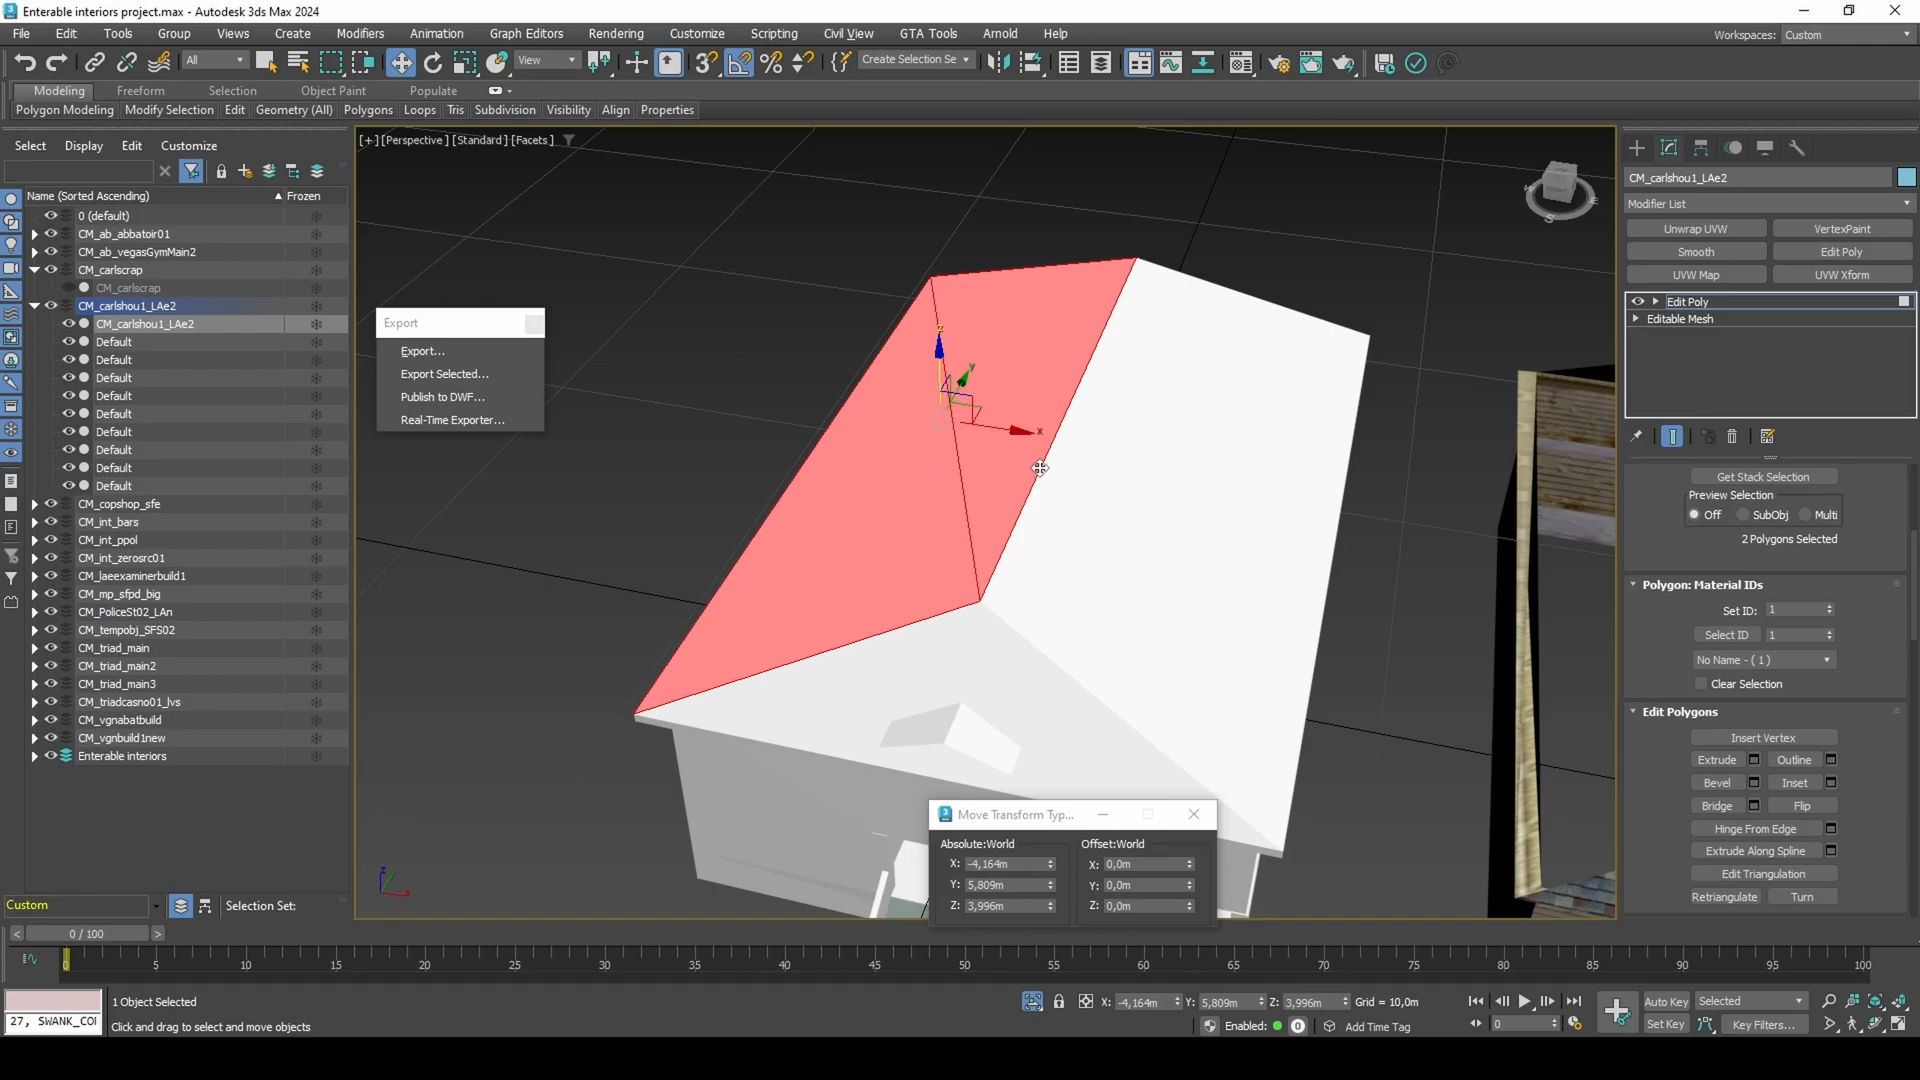 Enterable interiors project.max - Autodesk 3ds Max 2024
File Edit Tools Group Views Create Modifiers Animation Graph Editors Rendering Customize Scripting Civil View GTA Tools Arnold Help
Workspaces: Custom
All View Create Selection Se
Modeling Freeform Selection Object Paint Populate
Polygon Modeling Modify Selection Edit Geometry (All) Polygons Loops Tris Subdivision Visibility Align Properties
Select Display Edit Customize
Name (Sorted Ascending) Frozen
0 (default)
CM_ab_abbatoir01
CM_ab_vegasGymMain2
CM_carlscrap
CM_carlscrap
CM_carlshou1_LAe2
CM_carlshou1_LAe2
Default
Default
Default
Default
Default
Default
Default
Default
Default
CM_copshop_sfe
CM_int_bars
CM_int_ppol
CM_int_zerosrc01
CM_laeexaminerbuild1
CM_mp_sfpd_big
CM_PoliceSt02_LAn
CM_tempobj_SFS02
CM_triad_main
CM_triad_main2
CM_triad_main3
CM_triadcasno01_lvs
CM_vgnabatbuild
CM_vgnbuild1new
Enterable interiors
Custom
Selection Set:
[+] [Perspective] [Standard] [Facets]
Export
Export...
Export Selected...
Publish to DWF...
Real-Time Exporter...
z
y
x
FRONT
Move Transform Typ...
Absolute:World Offset:World
X: -4,164m X: 0,0m
Y: 5,809m Y: 0,0m
Z: 3,996m Z: 0,0m
CM_carlshou1_LAe2
Modifier List
Unwrap UVW VertexPaint
Smooth Edit Poly
UVW Map UVW Xform
Edit Poly
Editable Mesh
Get Stack Selection
Preview Selection
Off SubObj Multi
2 Polygons Selected
Polygon: Material IDs
Set ID: 1
Select ID 1
No Name - ( 1 )
Clear Selection
Edit Polygons
Insert Vertex
Extrude Outline
Bevel Inset
Bridge Flip
Hinge From Edge
Extrude Along Spline
Edit Triangulation
Retriangulate Turn
< 0 / 100 >
0 5 10 15 20 25 30 35 40 45 50 55 60 65 70 75 80 85 90 95 100
1 Object Selected
27, SWANK_CO
Click and drag to select and move objects
X: -4,164m Y: 5,809m Z: 3,996m Grid = 10,0m
Enabled: 0 Add Time Tag
Auto Key Selected
0 Set Key Key Filters...